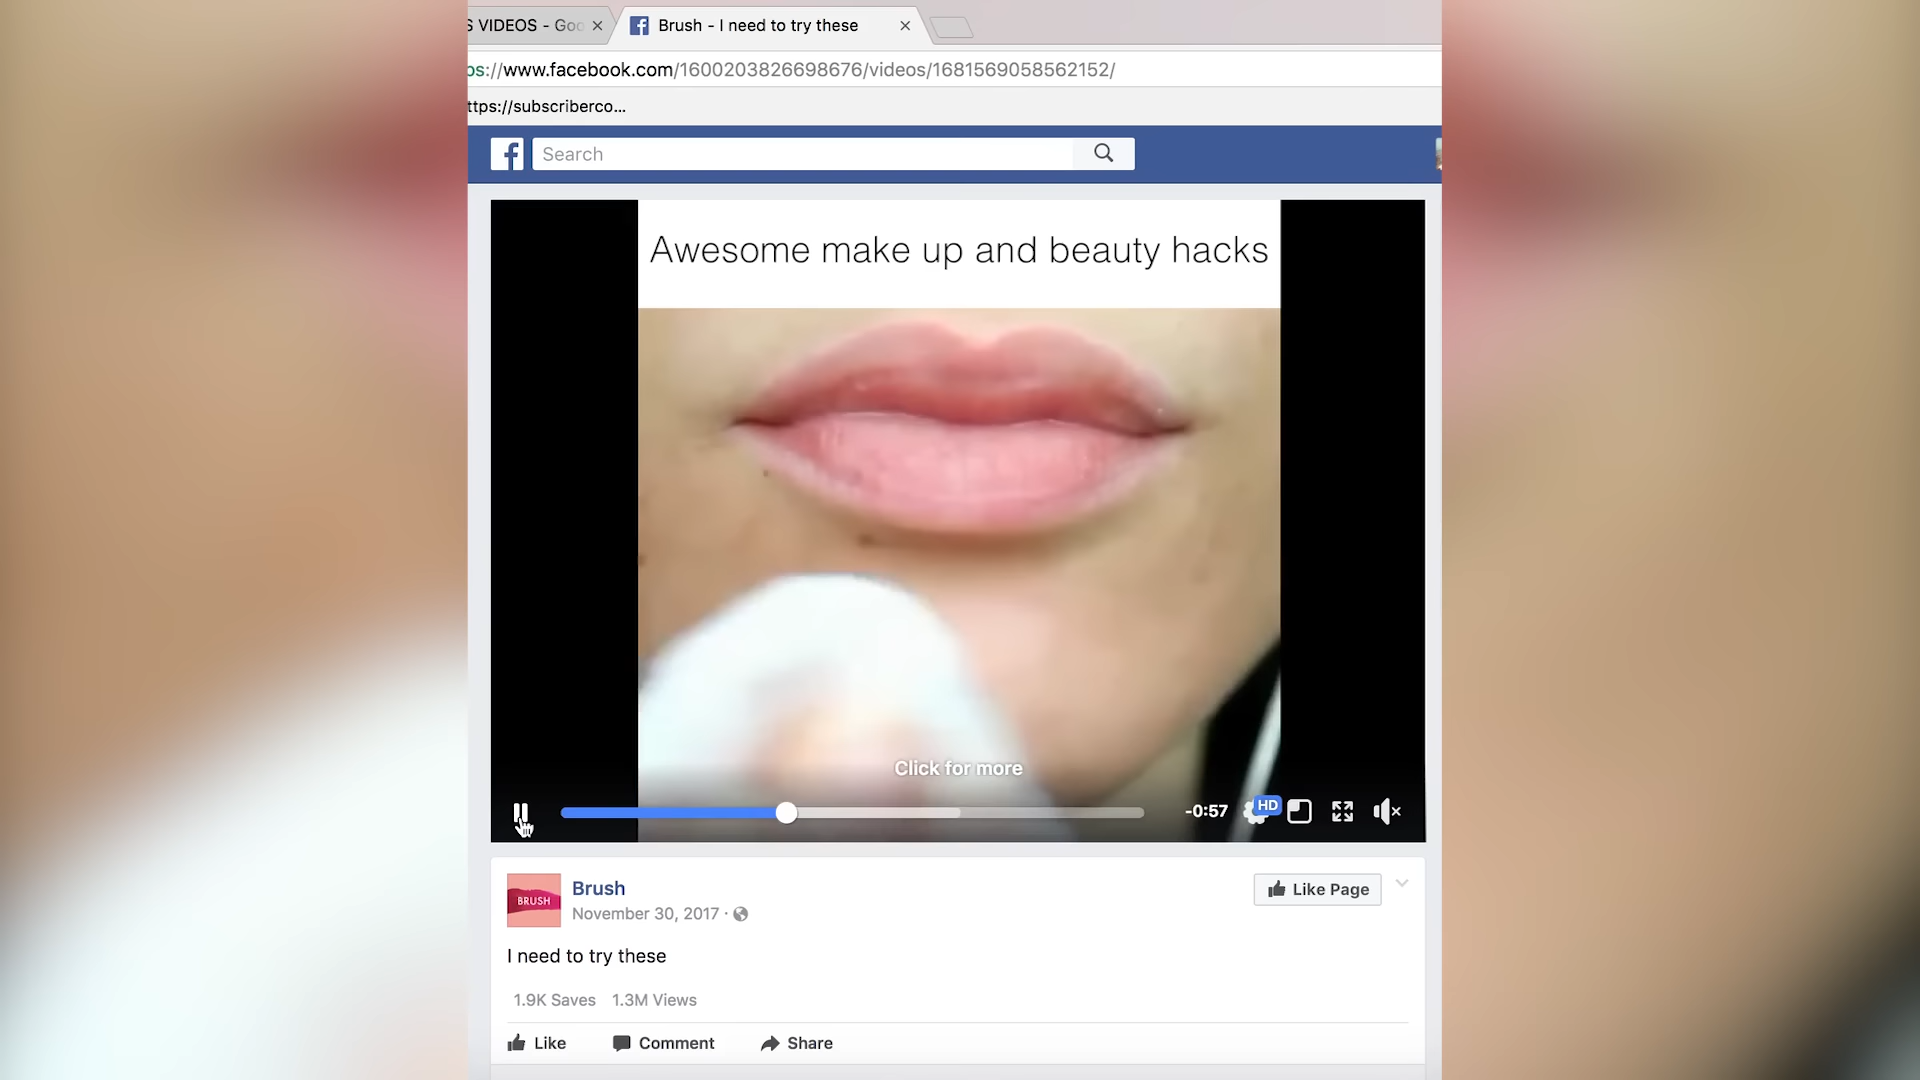 S VIDEOS - Goo
Brush - I need to try these
ps://www.facebook.com/1600203826698676/videos/1681569058562152/
ttps://subscriberco...
Search
Awesome make up and beauty hacks
Click for more
-0:57
HD
BRUSH
Brush
Like Page
November 30, 2017 ·
I need to try these
1.9K Saves 1.3M Views
Like Comment Share